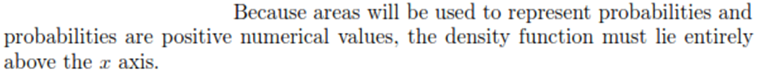 Because areas will be used to represent probabilities and
probabilities are positive numerical values, the density function must lie entirely
above the x axis.